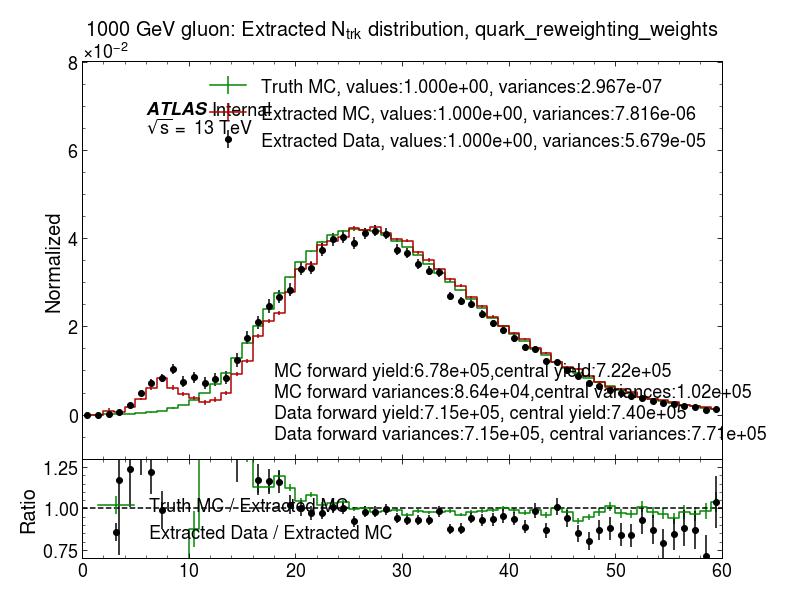 1000 GeV gluon: Extracted N_trk distribution, quark_reweighting_weights
×10⁻²
Truth MC, values:1.000e+00, variances:2.967e-07
ATLAS Internal
Extracted MC, values:1.000e+00, variances:7.816e-06
√s = 13 TeV
Extracted Data, values:1.000e+00, variances:5.679e-05
8
6
4
2
0
Normalized
MC forward yield:6.78e+05,central yield:7.22e+05
MC forward variances:8.64e+04,central variances:1.02e+05
Data forward yield:7.15e+05, central yield:7.40e+05
Data forward variances:7.15e+05, central variances:7.71e+05
1.25
1.00
0.75
Ratio
Truth MC / Extracted MC
Extracted Data / Extracted MC
0 10 20 30 40 50 60